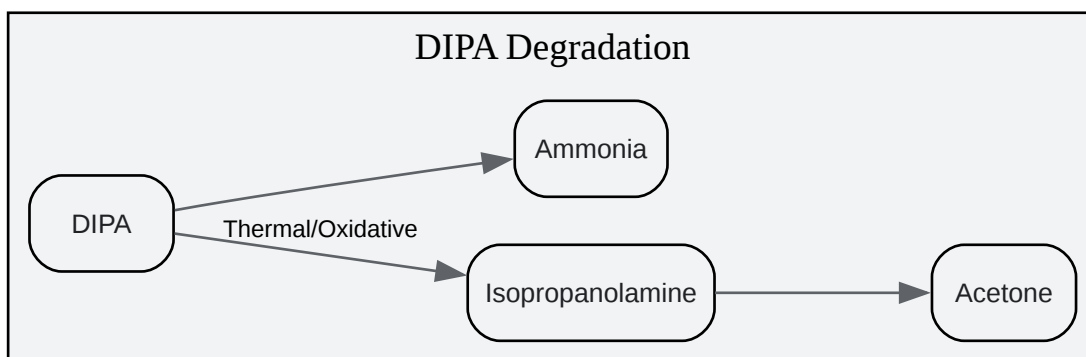 DIPA Degradation
Ammonia
DIPA
Thermal/Oxidative
Isopropanolamine
Acetone